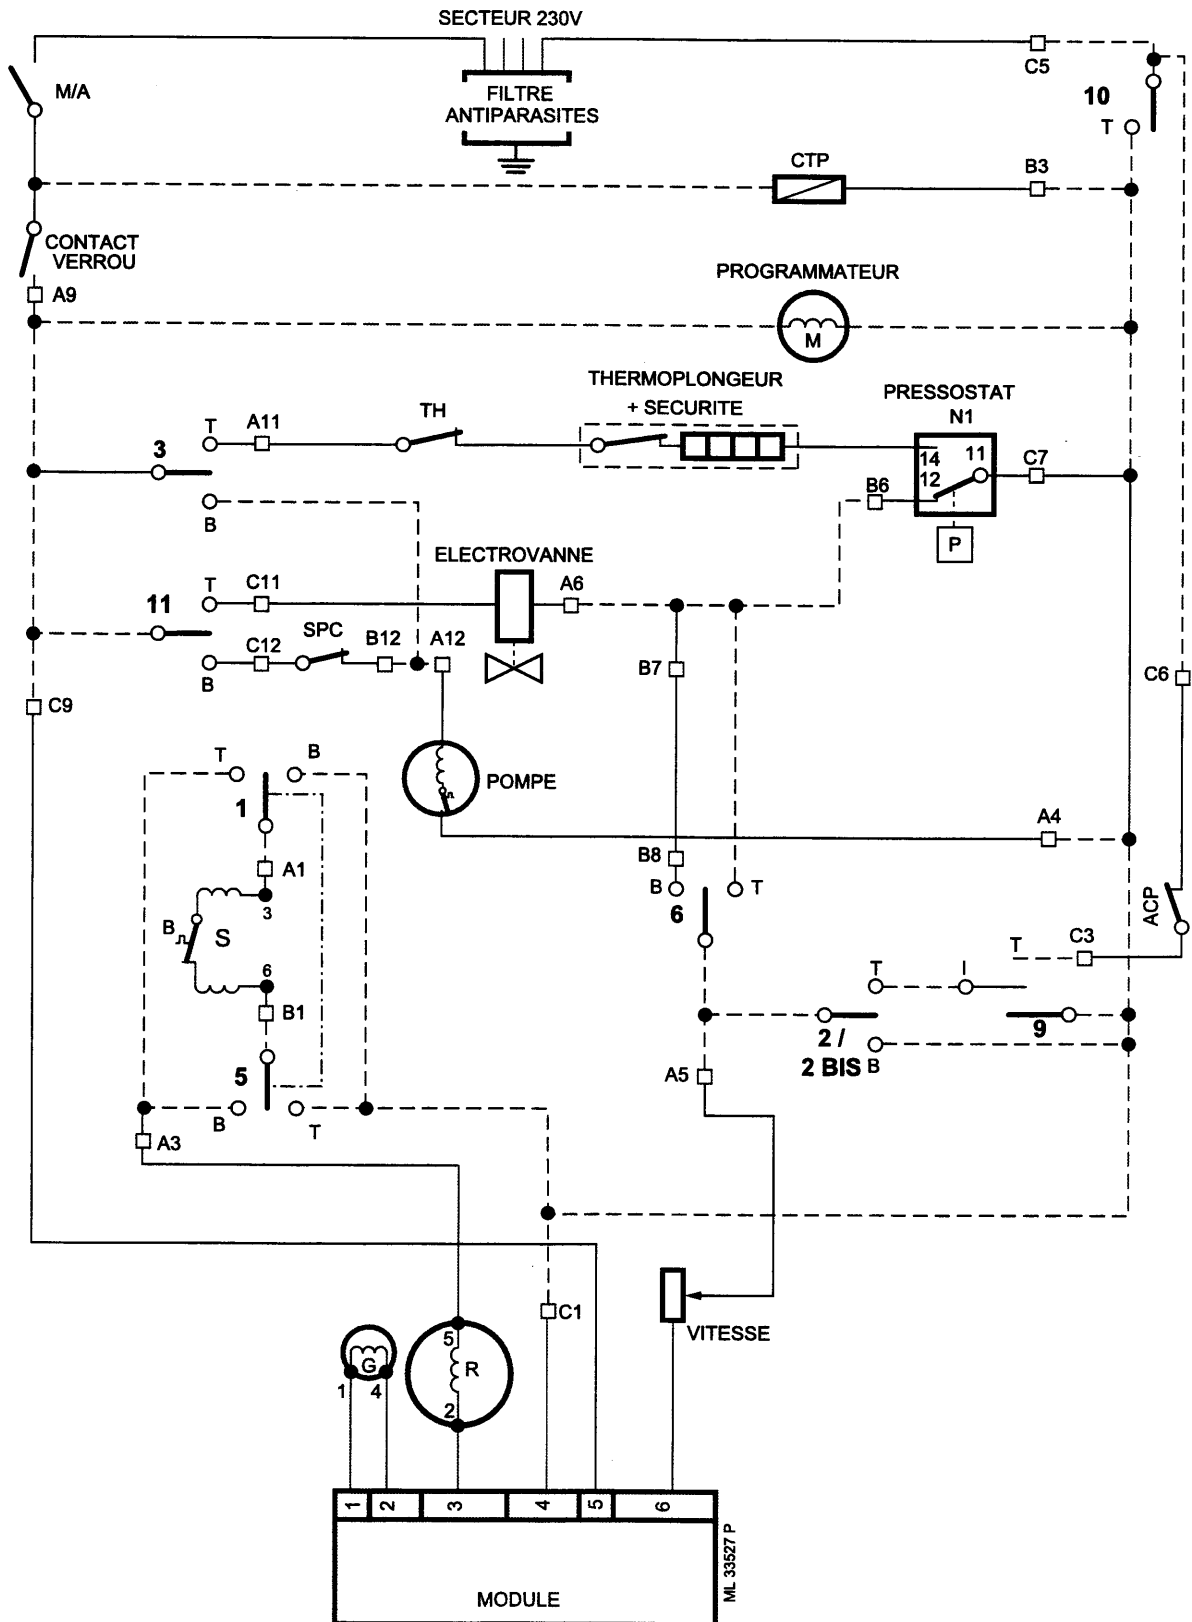 SECTEUR 230V
M/A
FILTRE
ANTIPARASITES
C5
10
T
CTP
B3
CONTACT
VERROU
A9
PROGRAMMATEUR
M
THERMOPLONGEUR
+ SECURITE
PRESSOSTAT
N1
T
A11
TH
3
14
11
12
C7
B6
B
P
ELECTROVANNE
T
C11
A6
11
C12
SPC
B12
A12
B
B7
C6
C9
T
B
POMPE
1
A4
A1
B8
B
T
3
6
ACP
B
S
T
C3
6
T
I
B1
2 /
2 BIS
B
9
5
A5
B
T
A3
C1
VITESSE
5
R
G
1
4
2
1
2
3
4
5
6
ML 33527 P
MODULE